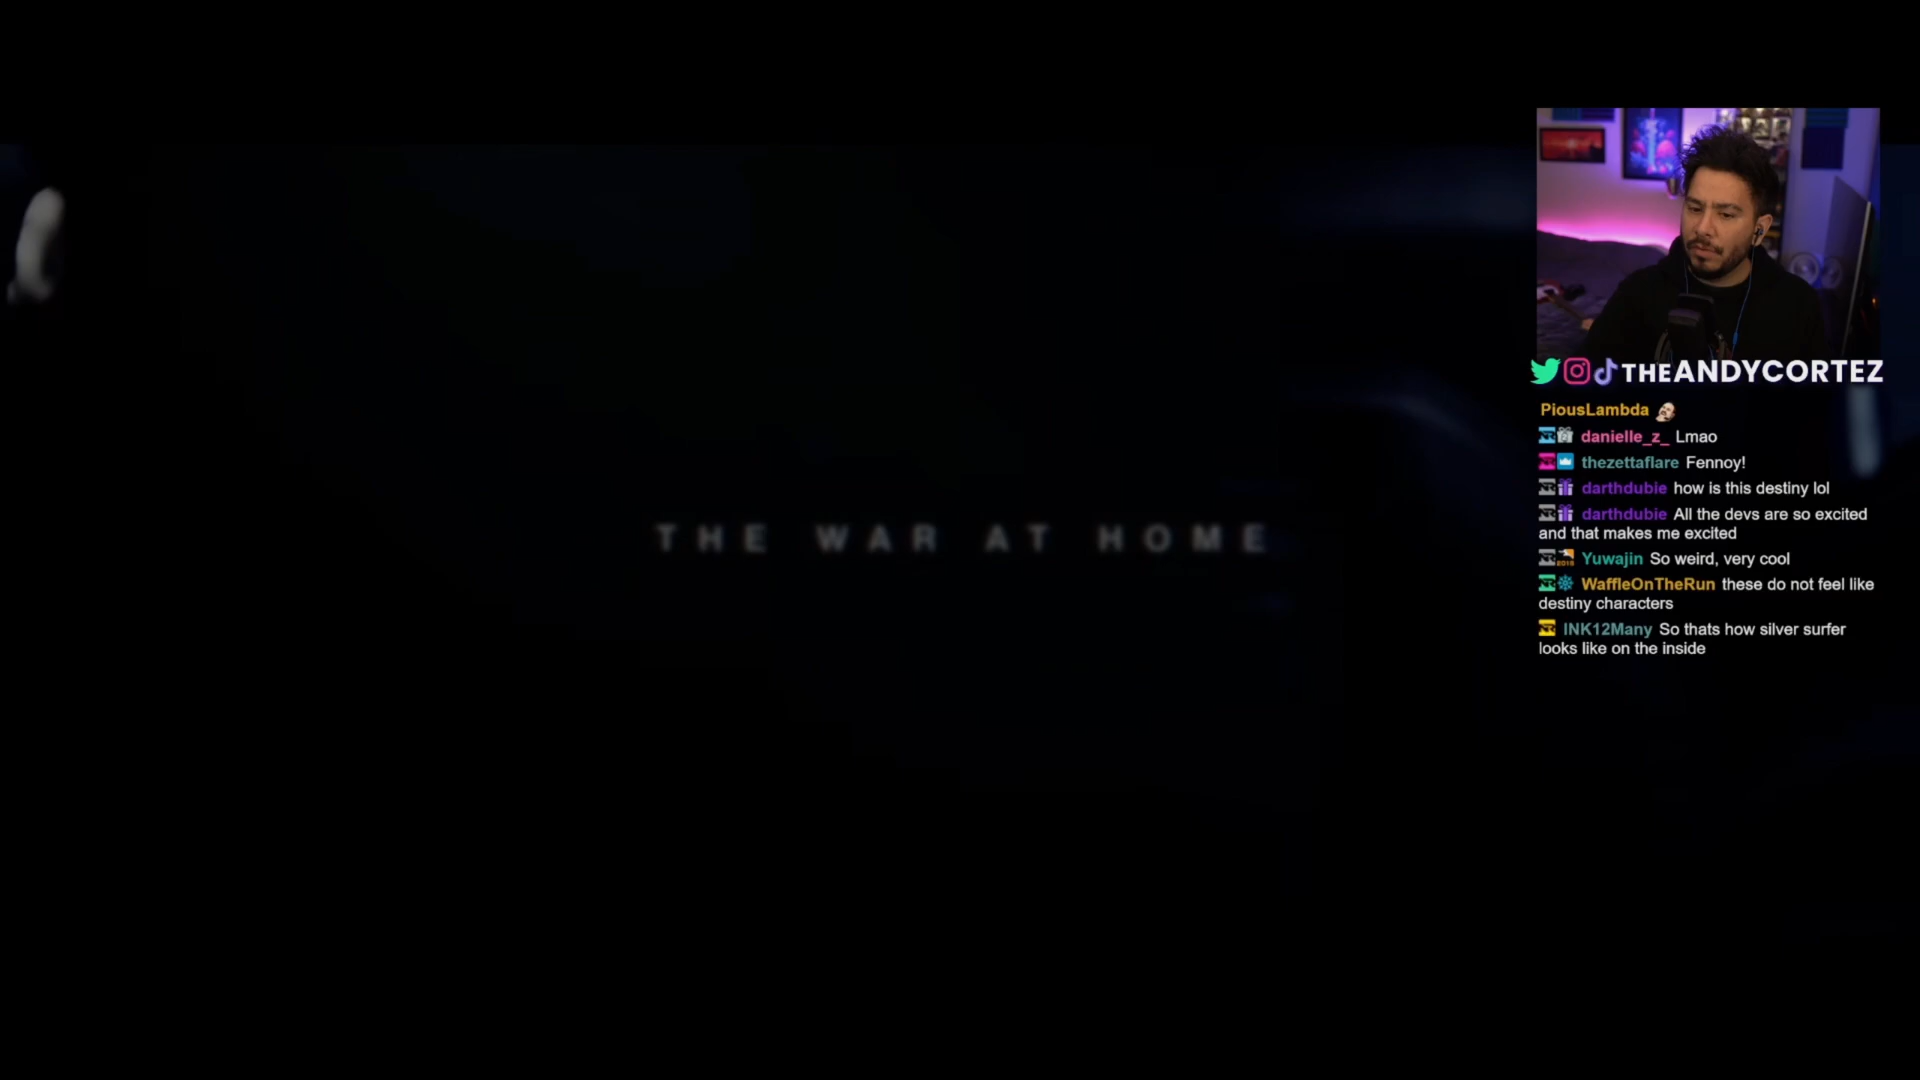 THE WAR AT HOME
THEANDYCORTEZ
PiousLambda
danielle_z_ Lmao
thezettaflare Fennoy!
darthdubie how is this destiny lol
darthdubie All the devs are so excited
and that makes me excited
Yuwajin So weird, very cool
WaffleOnTheRun these do not feel like
destiny characters
INK12Many So thats how silver surfer
looks like on the inside